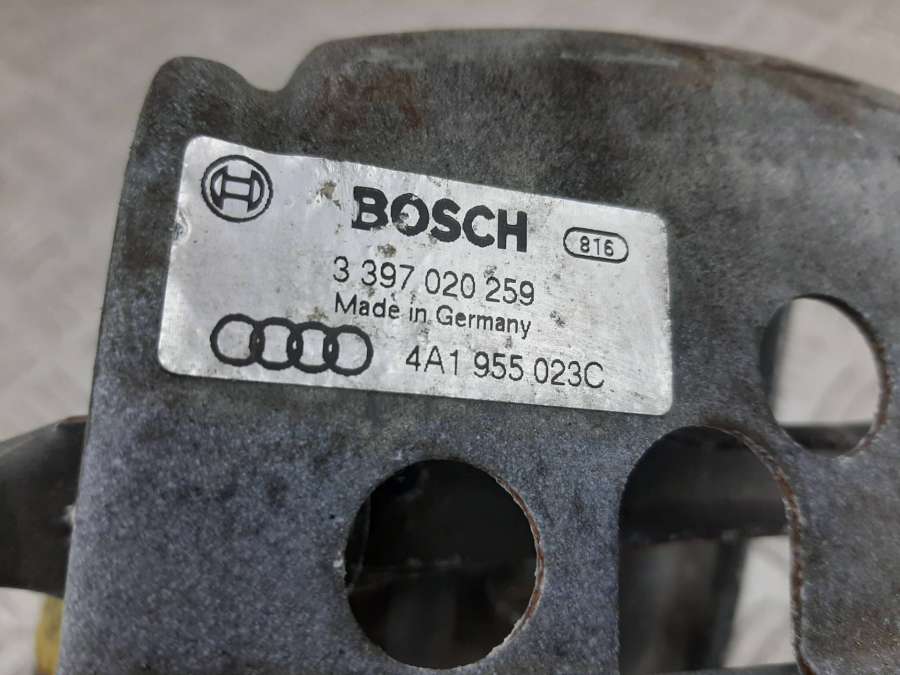 BOSCH
816
3 397 020 259
Made in Germany
4A1 955 023C